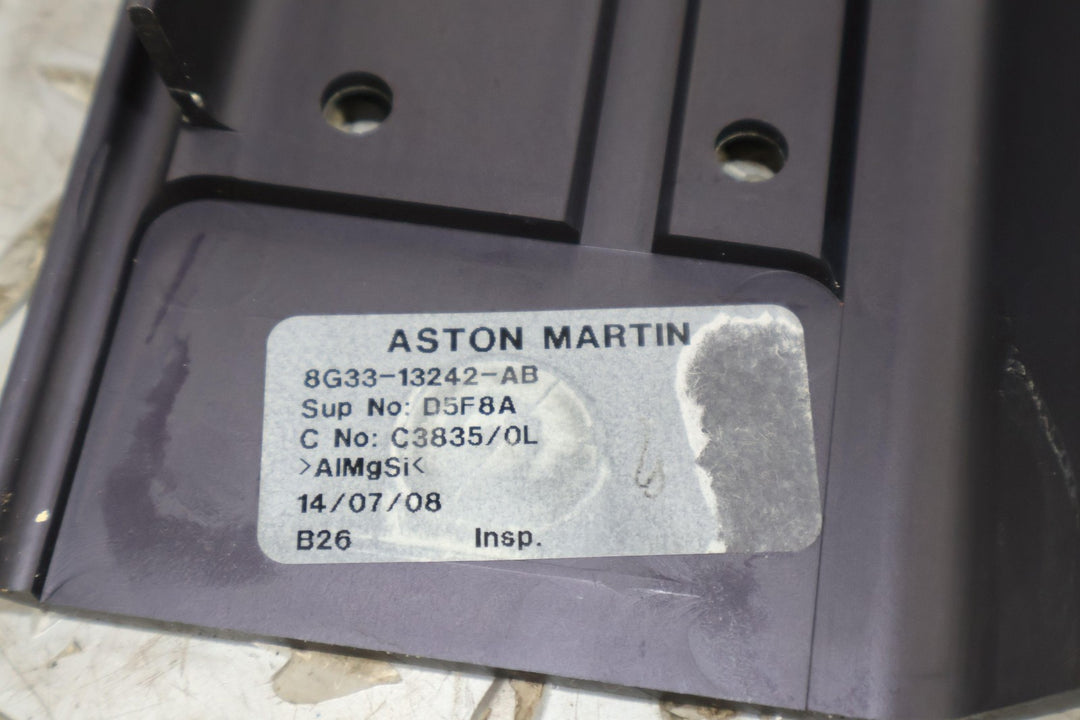 ASTON MARTIN
8G33-13242-AB
Sup No: D5F8A
C No: C3835/0L
>AlMgSi<
14/07/08
B26 Insp.